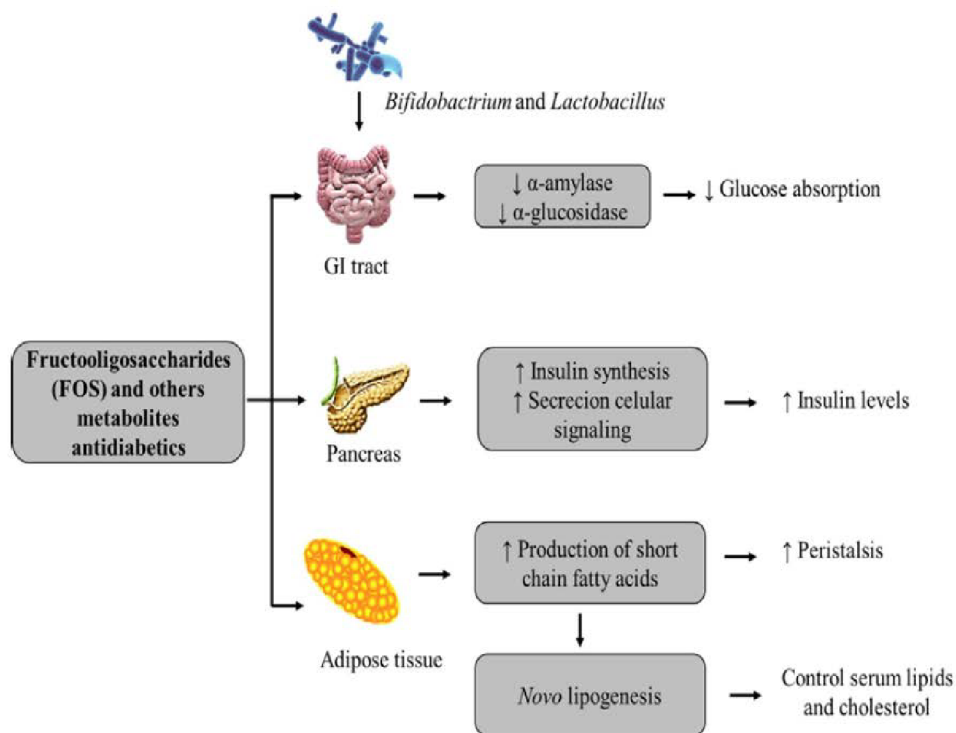 Bifidobactrium and Lactobacillus
↓ α-amylase
↓ α-glucosidase
↓ Glucose absorption
GI tract
Fructooligosaccharides
(FOS) and others
metabolites
antidiabetics
↑ Insulin synthesis
↑ Secrecion celular
signaling
↑ Insulin levels
Pancreas
↑ Production of short
chain fatty acids
↑ Peristalsis
Adipose tissue
Novo lipogenesis
Control serum lipids
and cholesterol